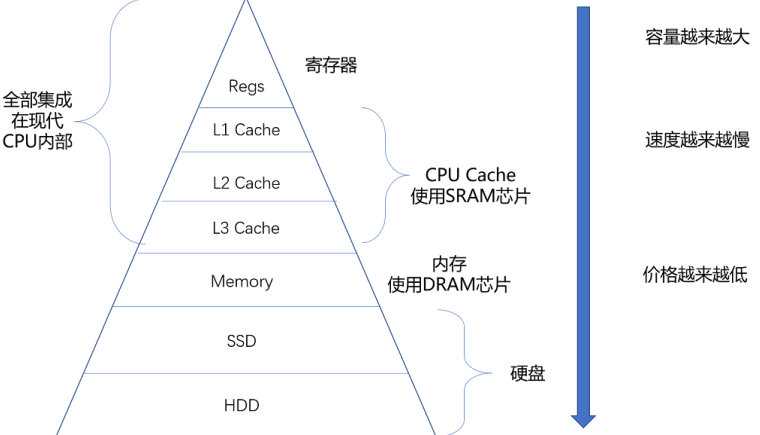 容量越来越大
寄存器
Regs
全部集成
在现代
CPU内部
L1 Cache
速度越来越慢
CPU Cache
使用SRAM芯片
L2 Cache
L3 Cache
内存
使用DRAM芯片
价格越来越低
Memory
SSD
硬盘
HDD